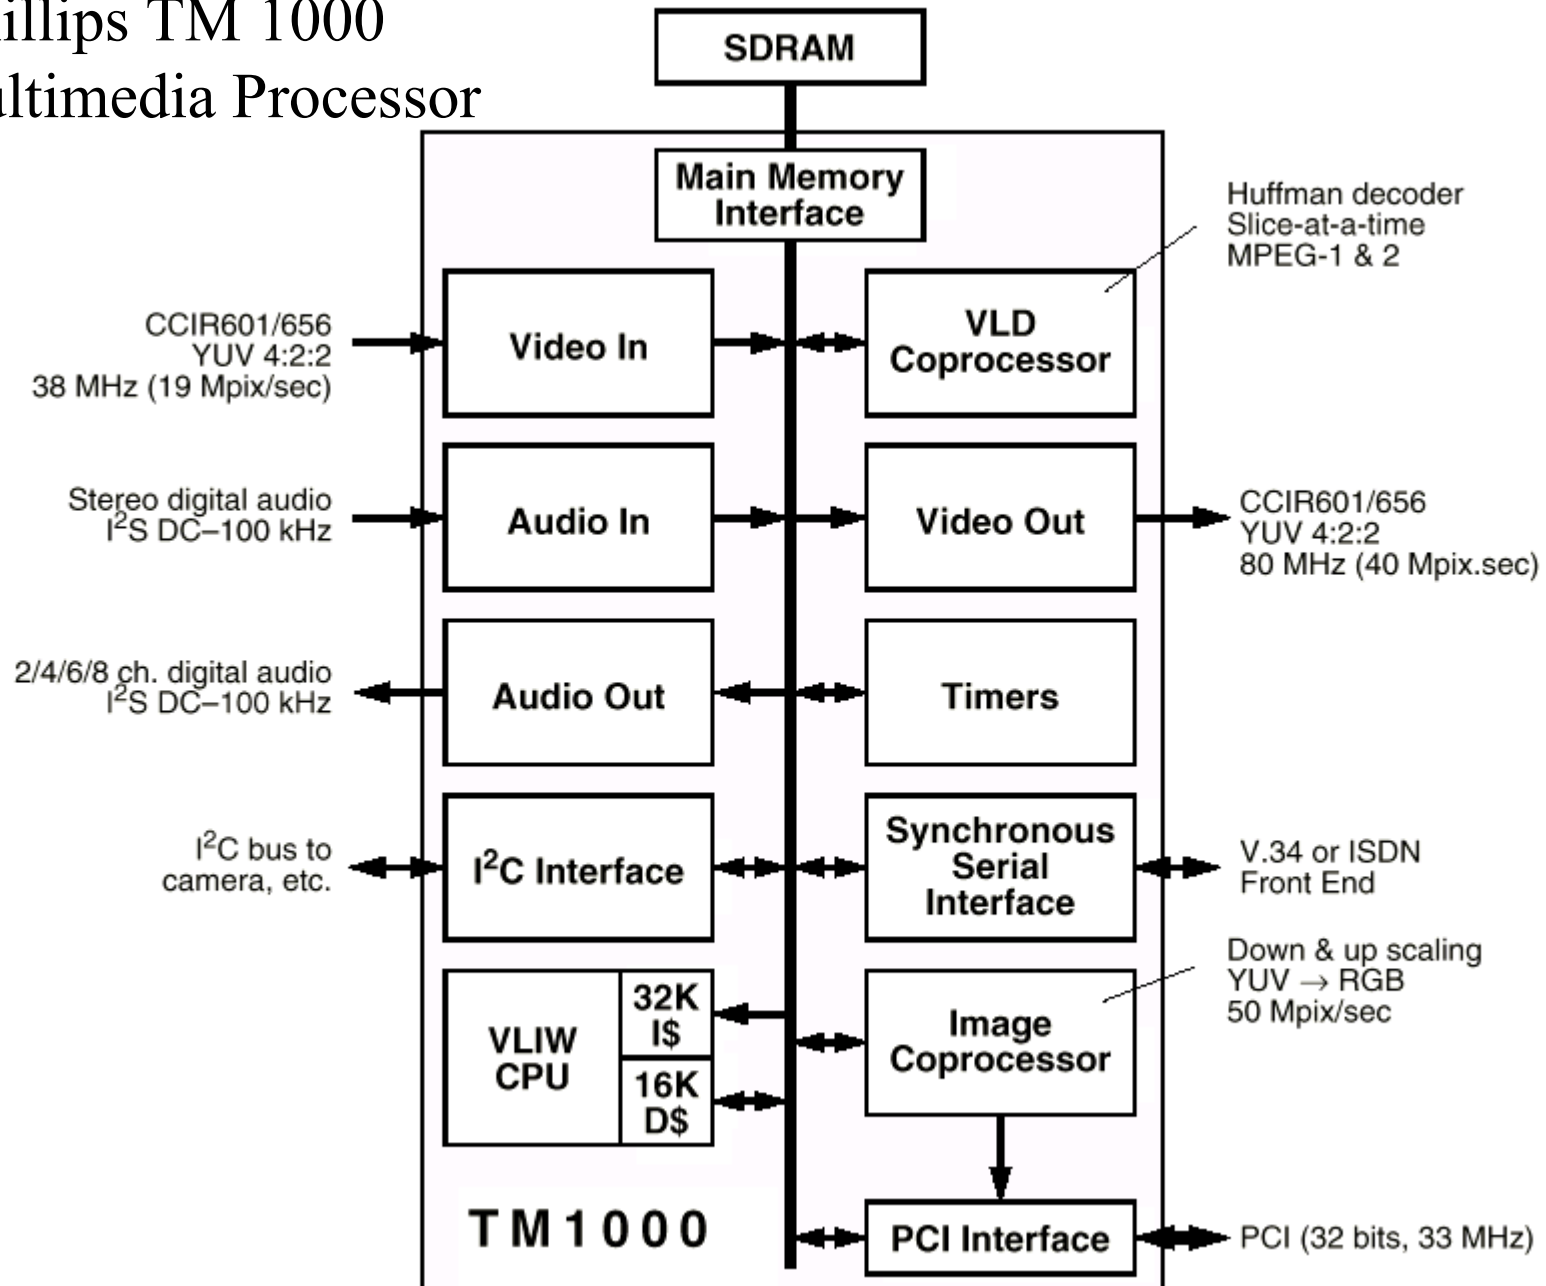 illips TM 1000
ultimedia Processor
SDRAM
Main Memory
Interface
Huffman decoder
Slice-at-a-time
MPEG-1 & 2
CCIR601/656
YUV 4:2:2
38 MHz (19 Mpix/sec)
Video In
VLD
Coprocessor
Stereo digital audio
I²S DC–100 kHz
Audio In
Video Out
CCIR601/656
YUV 4:2:2
80 MHz (40 Mpix.sec)
2/4/6/8 ch. digital audio
I²S DC–100 kHz
Audio Out
Timers
I²C bus to
camera, etc.
I²C Interface
Synchronous
Serial
Interface
V.34 or ISDN
Front End
VLIW
CPU
32K
I$
16K
D$
Image
Coprocessor
Down & up scaling
YUV → RGB
50 Mpix/sec
TM1000
PCI Interface
PCI (32 bits, 33 MHz)